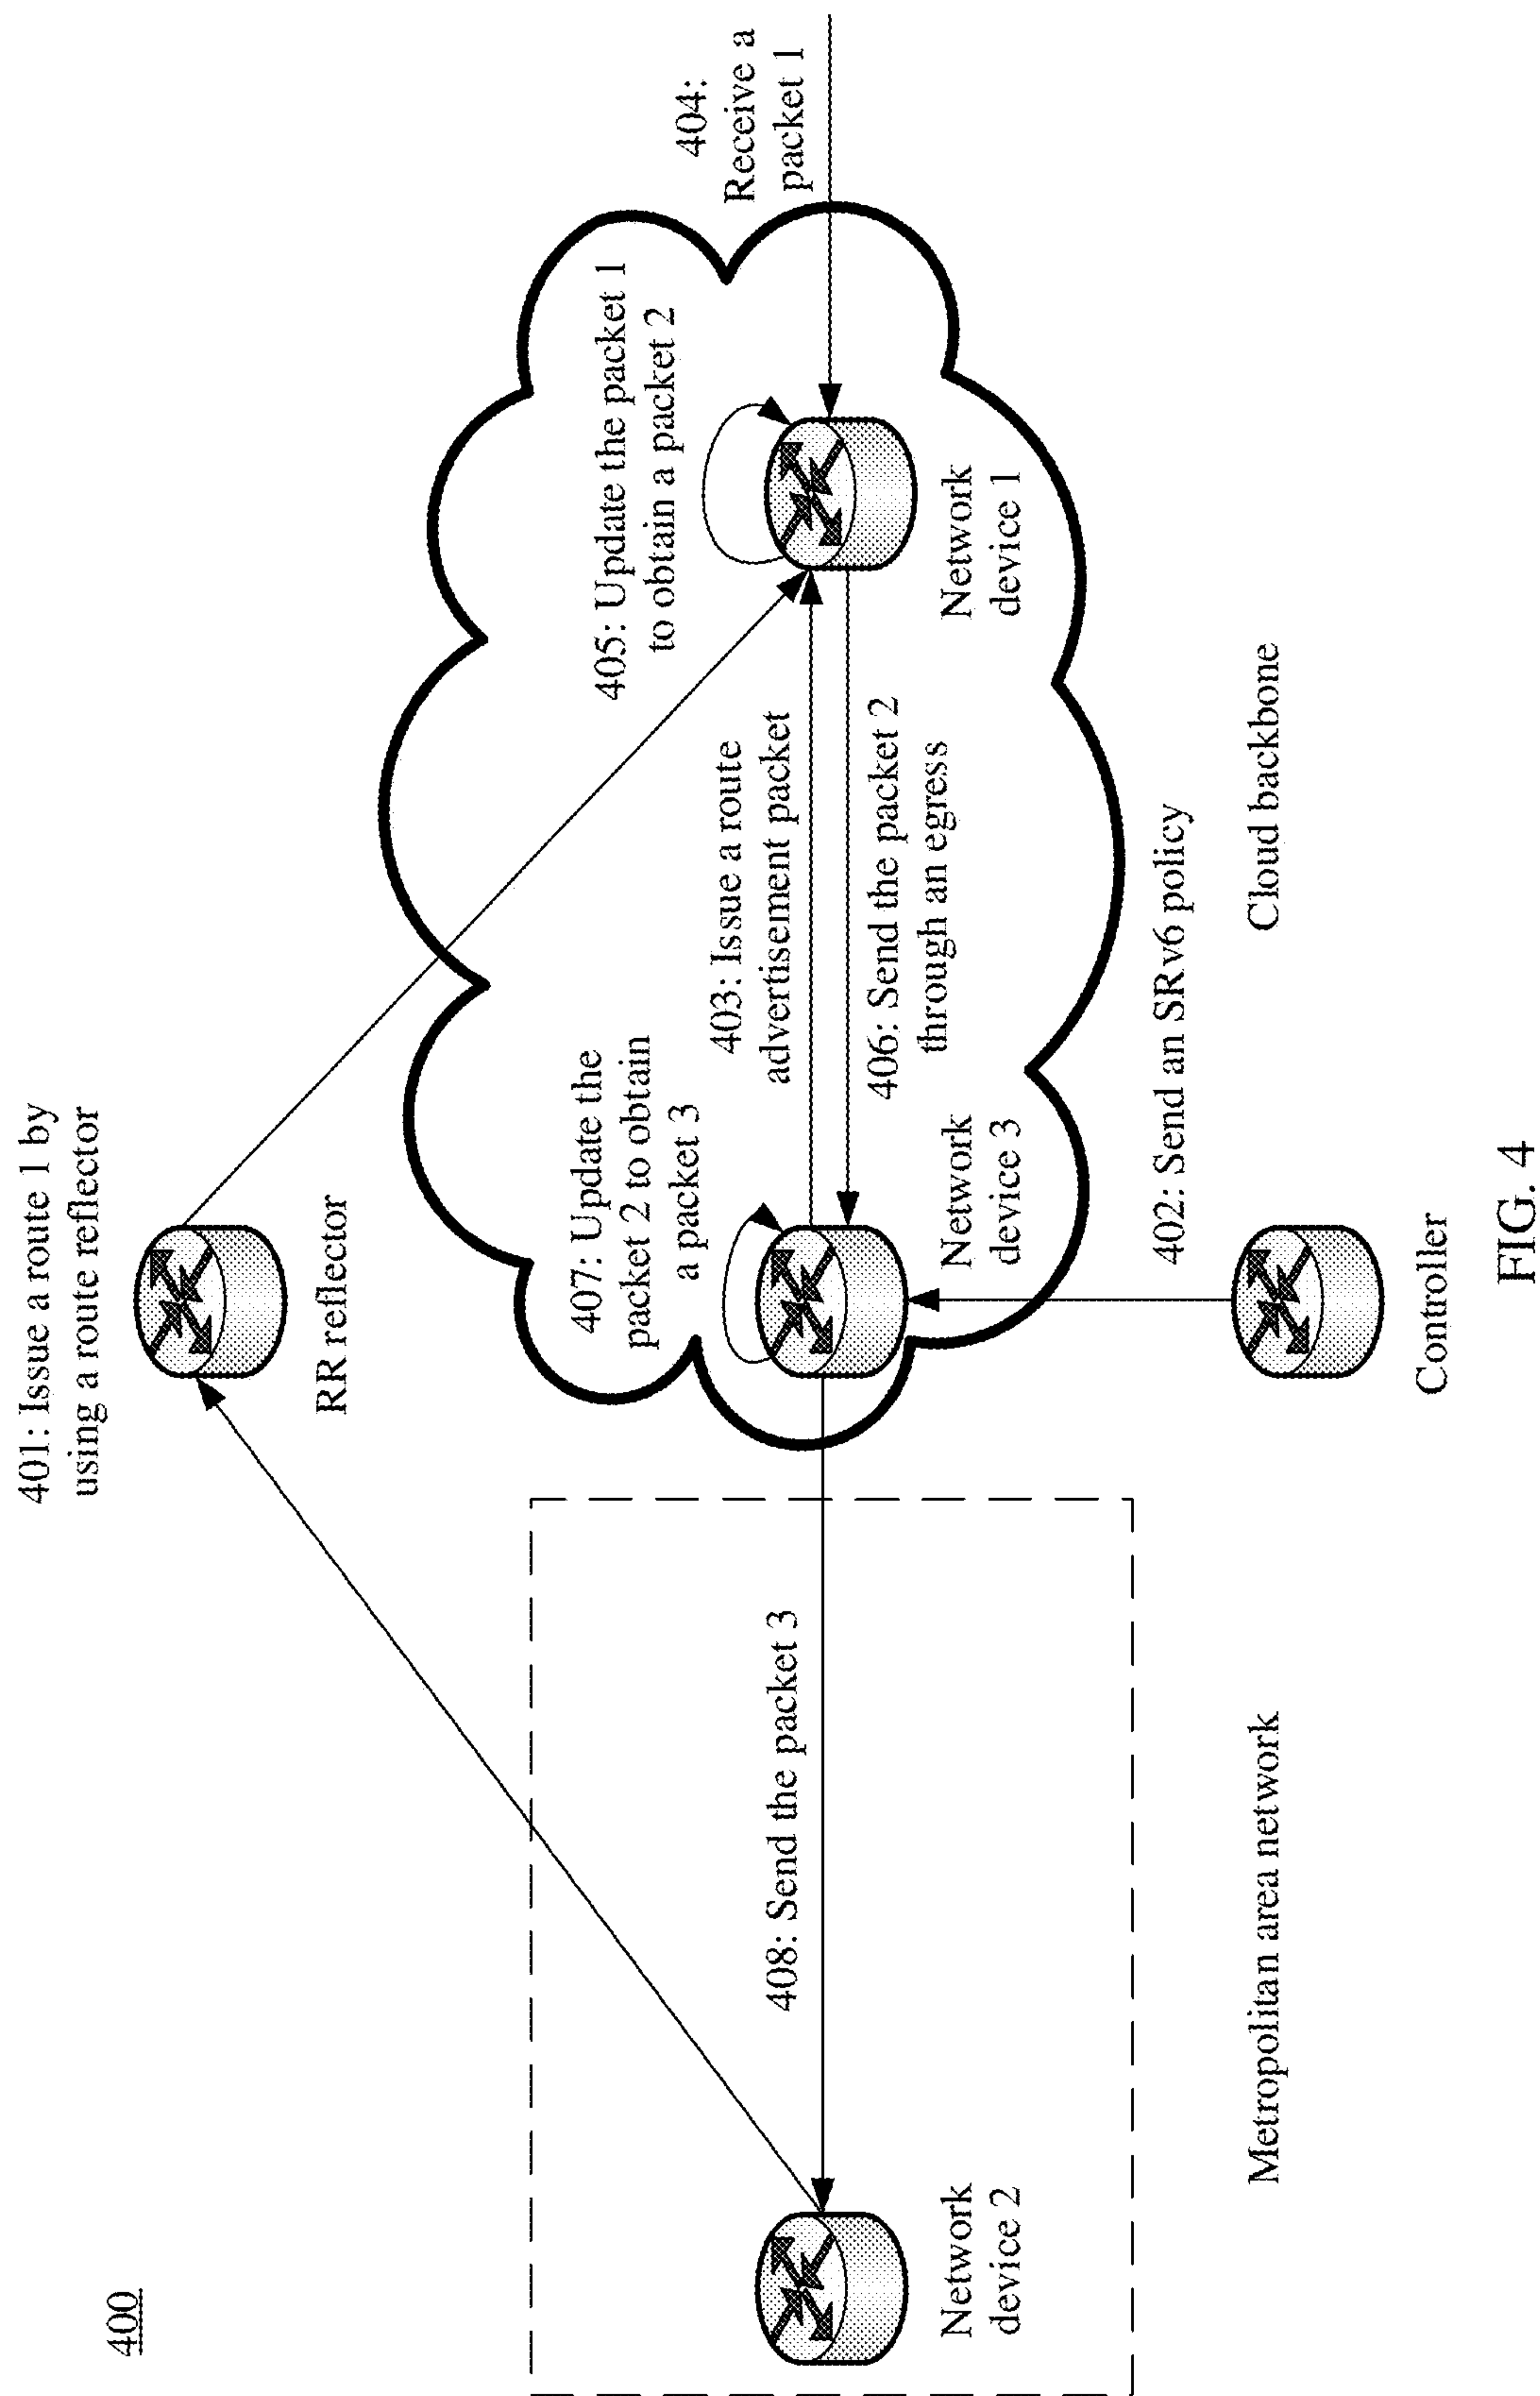 400
401: Issue a route 1 by
using a route reflector
RR reflector
404:
Receive a
packet 1
405: Update the packet 1
to obtain a packet 2
407: Update the
packet 2 to obtain
a packet 3
403: Issue a route
advertisement packet
408: Send the packet 3
406: Send the packet 2
through an egress
Network
device 2
Network
device 3
Network
device 1
402: Send an SRv6 policy
Metropolitan area network
Cloud backbone
Controller
FIG. 4